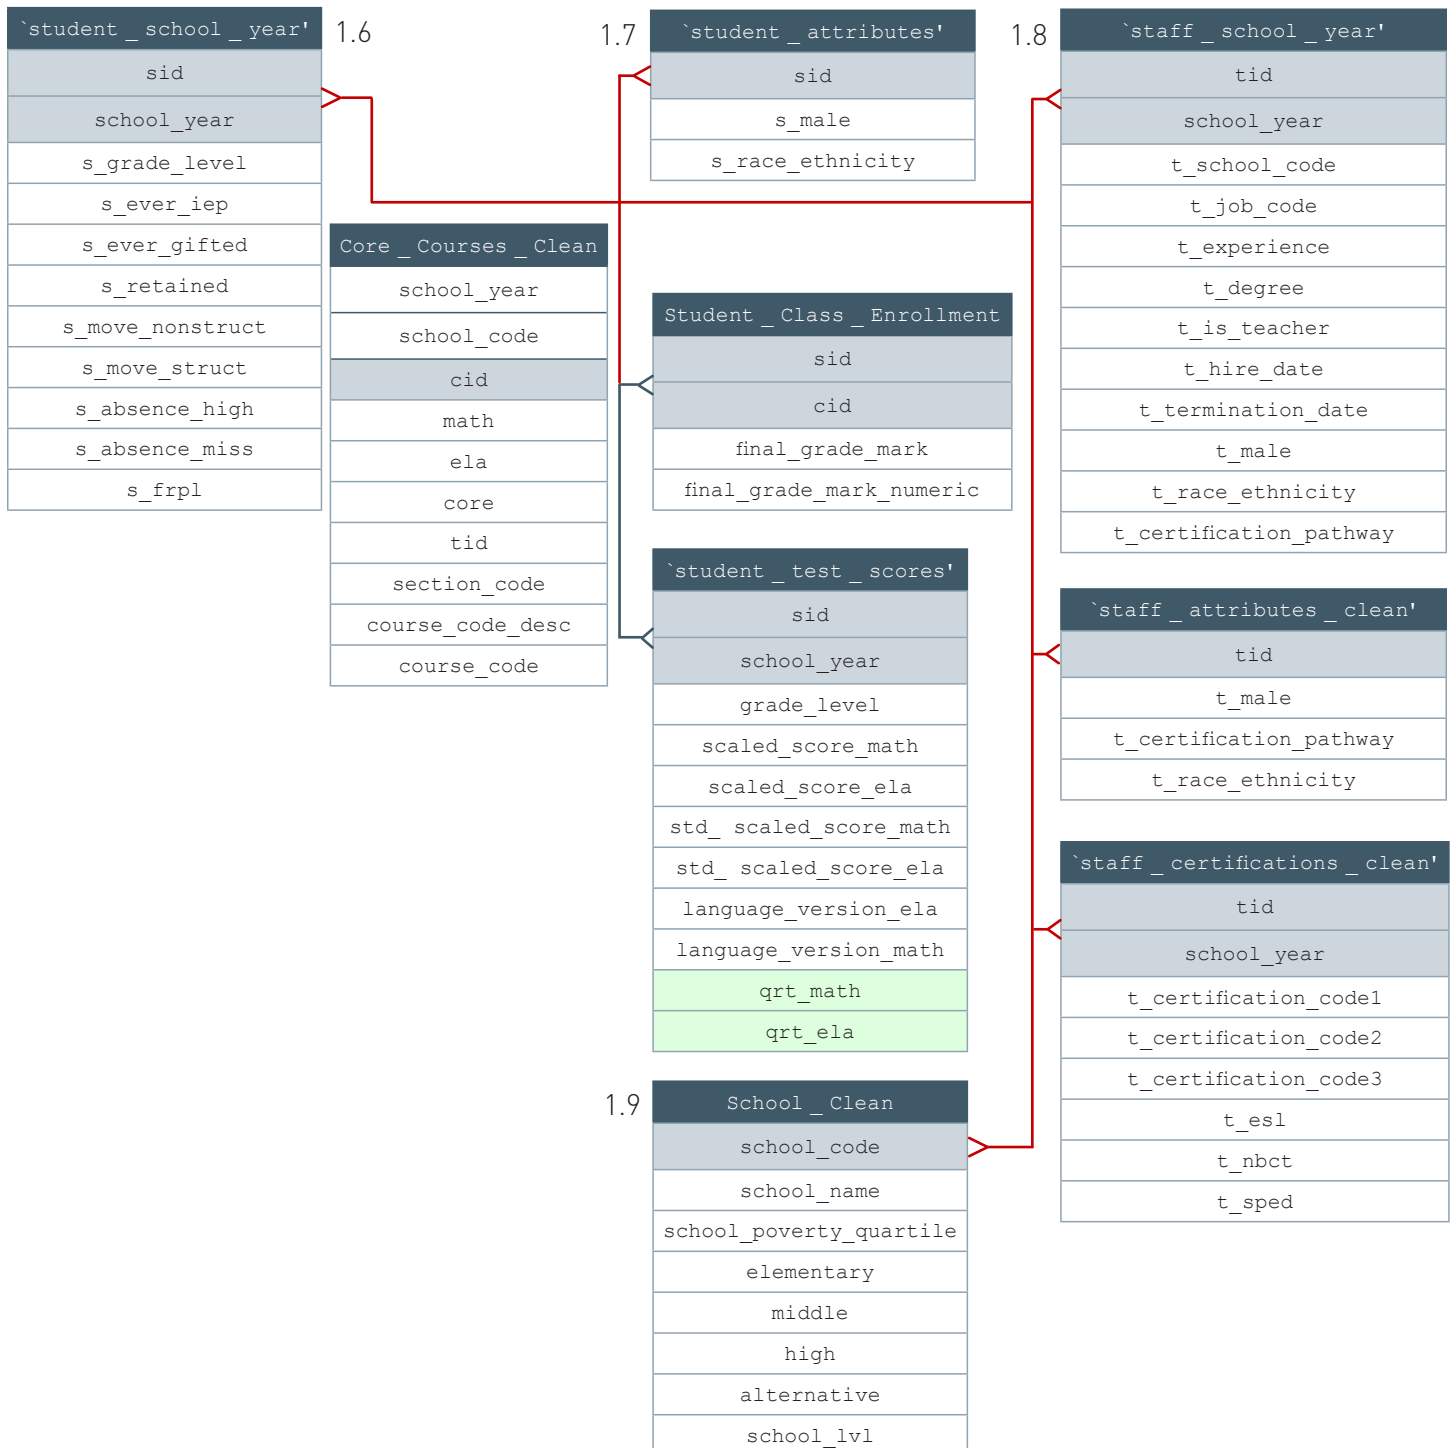 `student _ school _ year'
sid
school_year
s_grade_level
s_ever_iep
s_ever_gifted
s_retained
s_move_nonstruct
s_move_struct
s_absence_high
s_absence_miss
s_frpl
1.6
Core _ Courses _ Clean
school_year
school_code
cid
math
ela
core
tid
section_code
course_code_desc
course_code
1.7
`student _ attributes'
sid
s_male
s_race_ethnicity
Student _ Class _ Enrollment
sid
cid
final_grade_mark
final_grade_mark_numeric
`student _ test _ scores'
sid
school_year
grade_level
scaled_score_math
scaled_score_ela
std_ scaled_score_math
std_ scaled_score_ela
language_version_ela
language_version_math
qrt_math
qrt_ela
1.9
School _ Clean
school_code
school_name
school_poverty_quartile
elementary
middle
high
alternative
school_lvl
1.8
`staff _ school _ year'
tid
school_year
t_school_code
t_job_code
t_experience
t_degree
t_is_teacher
t_hire_date
t_termination_date
t_male
t_race_ethnicity
t_certification_pathway
`staff _ attributes _ clean'
tid
t_male
t_certification_pathway
t_race_ethnicity
`staff _ certifications _ clean'
tid
school_year
t_certification_code1
t_certification_code2
t_certification_code3
t_esl
t_nbct
t_sped